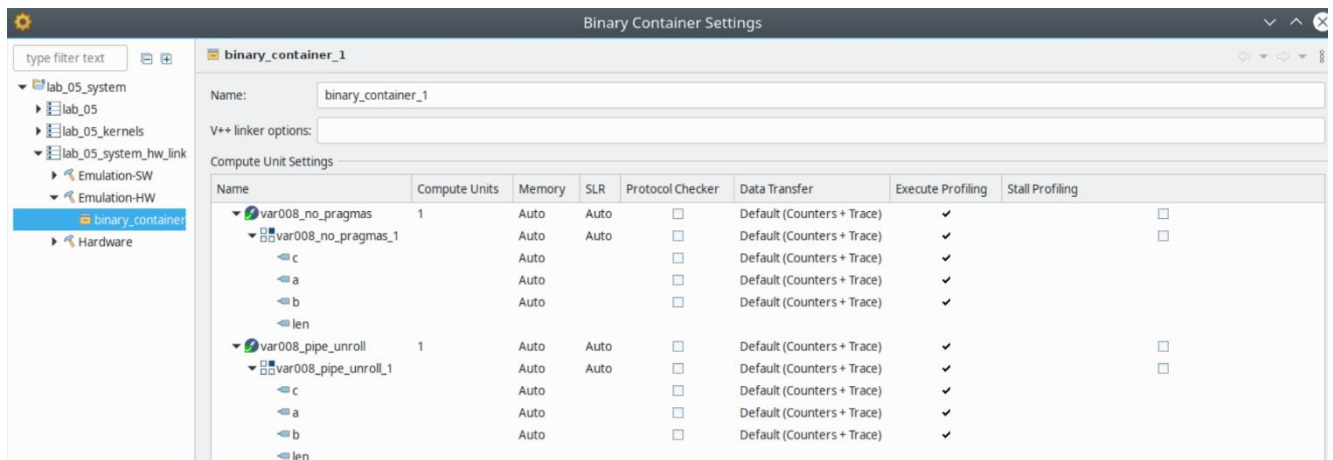 Binary Container Settings
type filter text
lab_05_system
lab_05
lab_05_kernels
lab_05_system_hw_link
Emulation-SW
Emulation-HW
binary_container
Hardware
binary_container_1
Name: binary_container_1
V++ linker options:
Compute Unit Settings
Name Compute Units Memory SLR Protocol Checker Data Transfer Execute Profiling Stall Profiling
var008_no_pragmas 1 Auto Auto Default (Counters + Trace)
var008_no_pragmas_1 Auto Auto Default (Counters + Trace)
c Auto Default (Counters + Trace)
a Auto Default (Counters + Trace)
b Auto Default (Counters + Trace)
len
var008_pipe_unroll 1 Auto Auto Default (Counters + Trace)
var008_pipe_unroll_1 Auto Auto Default (Counters + Trace)
c Auto Default (Counters + Trace)
a Auto Default (Counters + Trace)
b Auto Default (Counters + Trace)
len